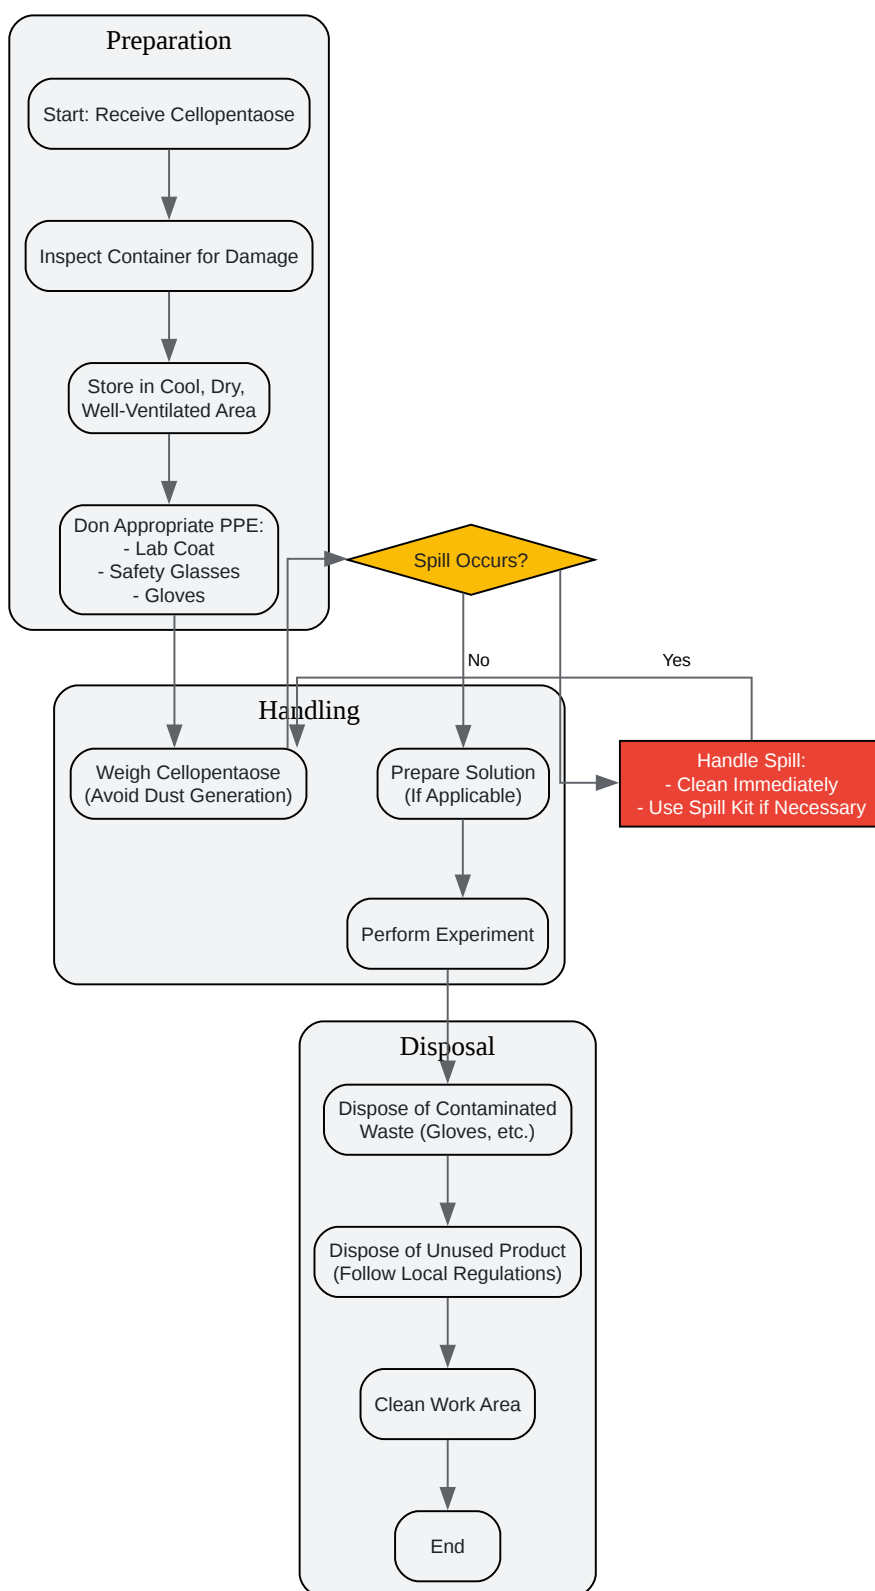 Preparation
Start: Receive Cellopentaose
Inspect Container for Damage
Store in Cool, Dry,
Well-Ventilated Area
Don Appropriate PPE:
- Lab Coat
- Safety Glasses
- Gloves
Spill Occurs?
No
Yes
Handling
Weigh Cellopentaose
(Avoid Dust Generation)
Prepare Solution
(If Applicable)
Handle Spill:
- Clean Immediately
- Use Spill Kit if Necessary
Perform Experiment
Disposal
Dispose of Contaminated
Waste (Gloves, etc.)
Dispose of Unused Product
(Follow Local Regulations)
Clean Work Area
End